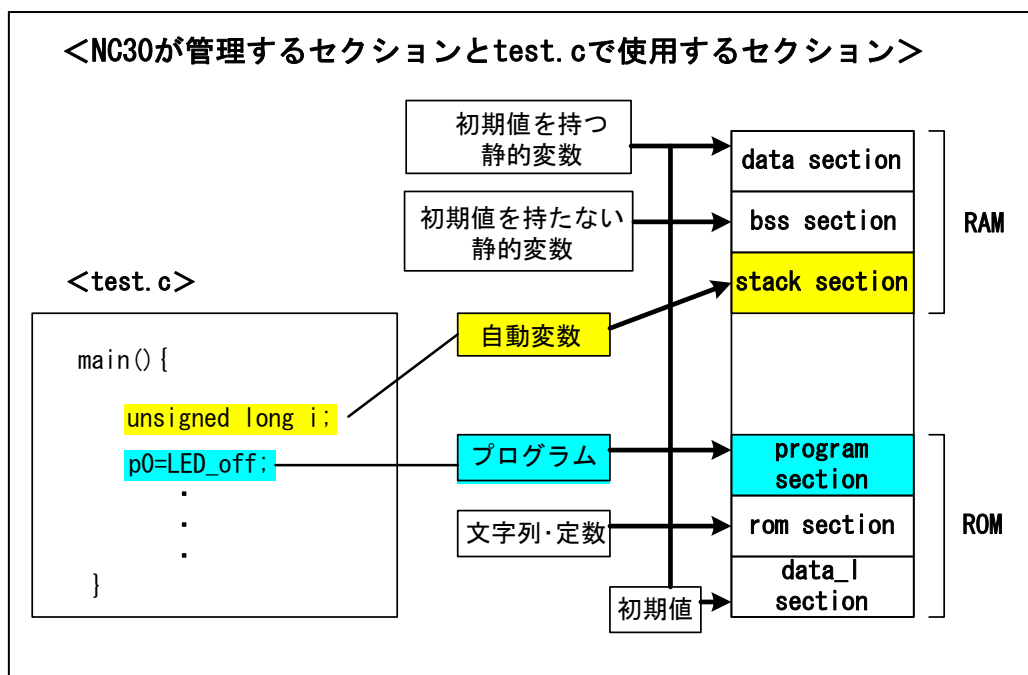 ＜NC30が管理するセクションとtest.cで使用するセクション＞
初期値を持つ
静的変数
data section
初期値を持たない
静的変数
bss section
RAM
＜test.c＞
stack section
自動変数
main(){
unsigned long i;
p0=LED_off;
プログラム
program
section
・
・
・
文字列・定数
rom section
ROM
}
初期値
data_I
section